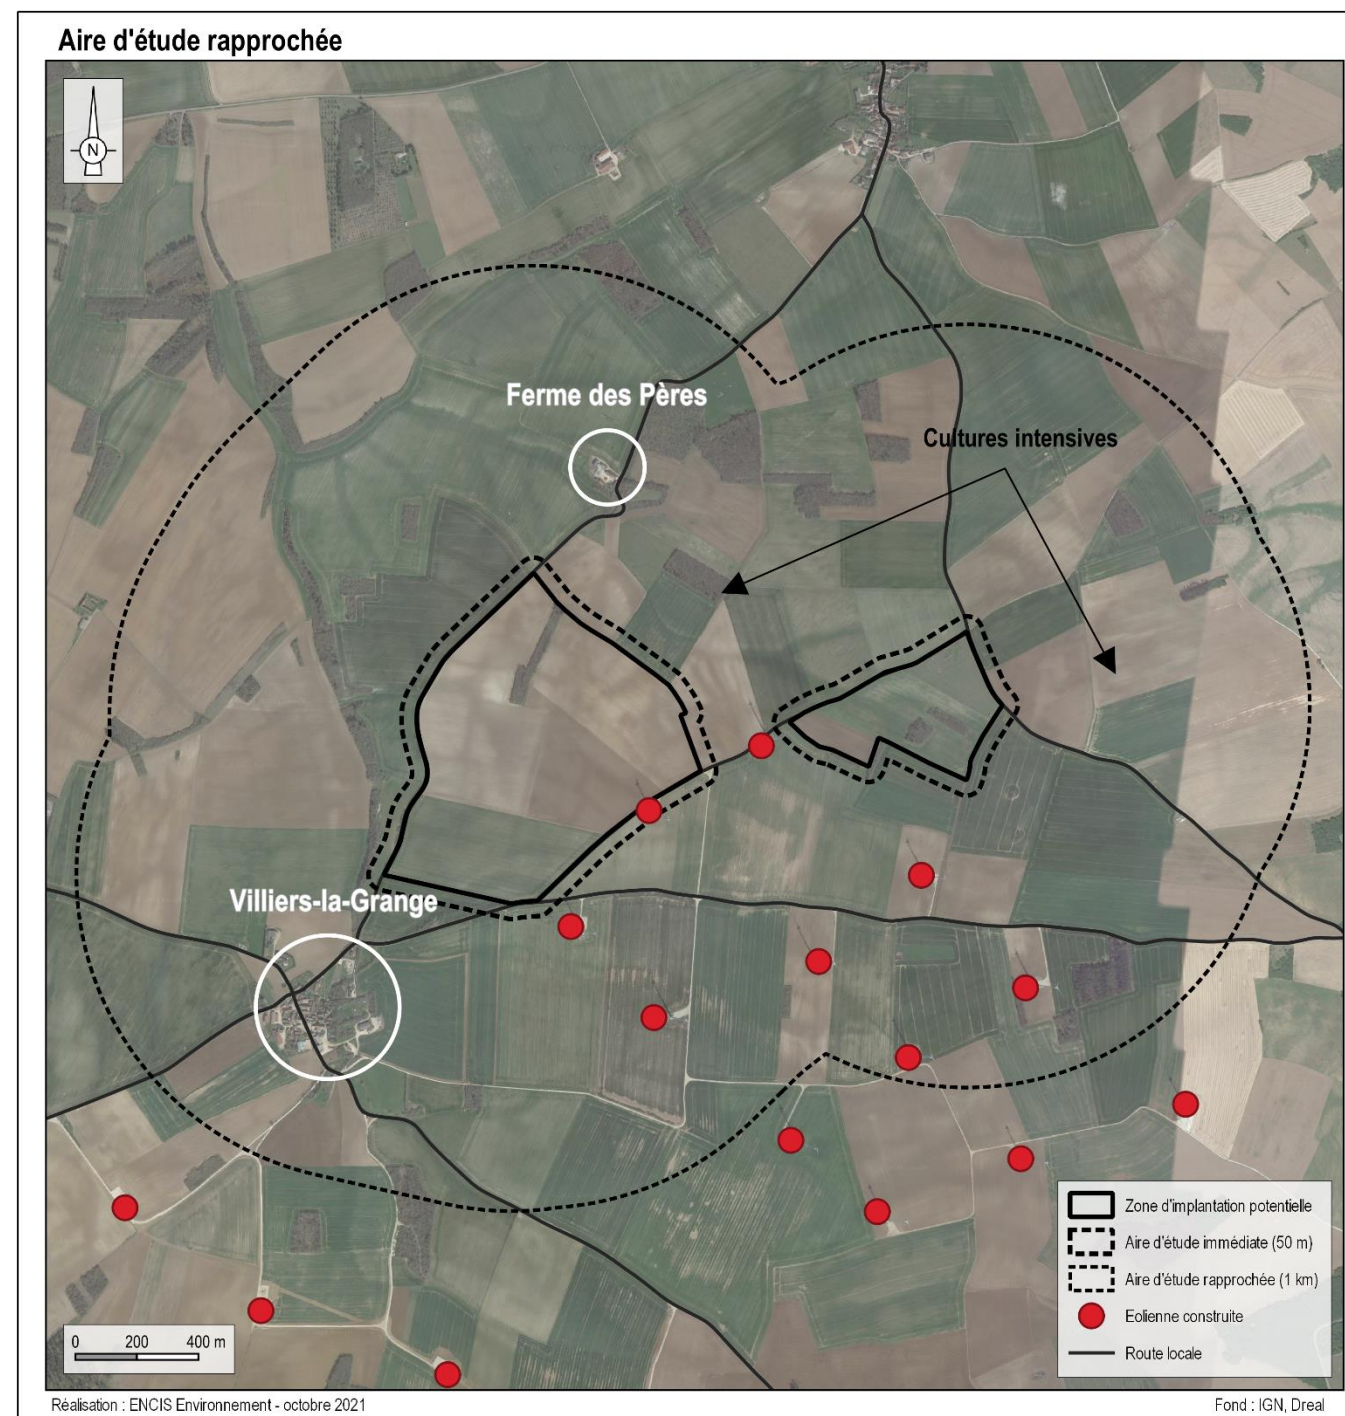 Aire d'étude rapprochée
N
Ferme des Pères
Cultures intensives
Villiers-la-Grange
Zone d'implantation potentielle
Aire d'étude immédiate (50 m)
Aire d'étude rapprochée (1 km)
Eolienne construite
Route locale
0 200 400 m
Réalisation : ENCIS Environnement - octobre 2021
Fond : IGN, Dreal